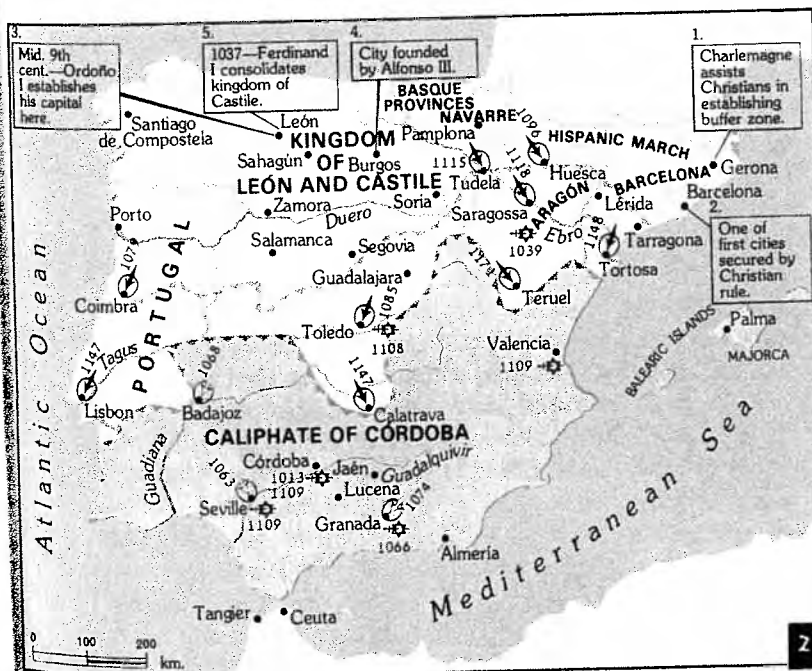 3.
Mid. 9th
cent.—Ordoño
I establishes
his capital
here.
5.
1037—Ferdinand
I consolidates
kingdom of
Castile.
4.
City founded
by Alfonso III.
1.
Charlemagne
assists
Christians in
establishing
buffer zone.
BASQUE
PROVINCES
NAVARRE
HISPANIC MARCH
Santiago
de Compostela
León
KINGDOM
OF
LEÓN AND CASTILE
Sahagún
Burgos
Pamplona
1096
Huesca
1115
Tudela
1118
Saragossa
ARAGÓN
1039
Ebro
BARCELONA
Gerona
Barcelona
Lérida
1148
Tarragona
Tortosa
2.
One of
first cities
secured by
Christian
rule.
Porto
Zamora
Duero
Soria
Salamanca
Segovia
Guadalajara
Teruel
Coimbra
PORTUGAL
1085
Toledo
1108
Valencia
1109
BALEARIC ISLANDS
Palma
MAJORCA
Atlantic Ocean
1147
Tagus
Lisbon
1068
Badajoz
1147
Calatrava
CALIPHATE OF CÓRDOBA
Guadiana
Córdoba
1013
1109
Jaén
Guadalquivir
1063
Seville
1109
Lucena
1074
Granada
1066
Almería
Mediterranean Sea
Tangier
Ceuta
0 100 200
km.